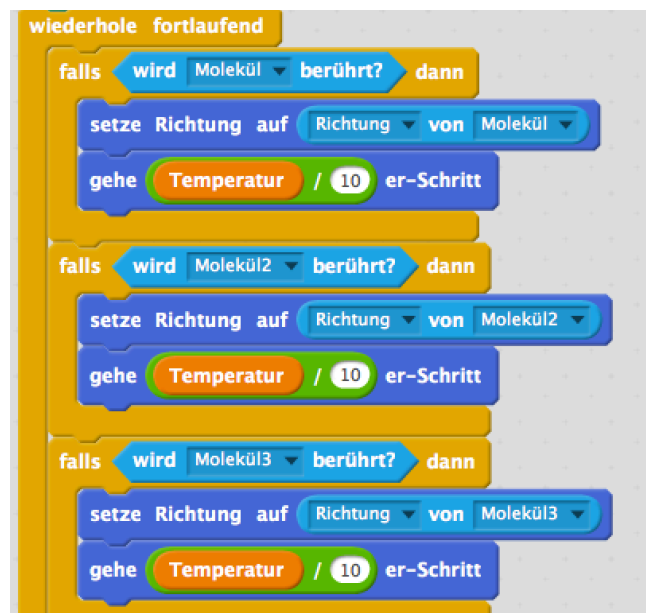 wiederhole fortlaufend
falls wird Molekül berührt? dann
setze Richtung auf Richtung von Molekül
gehe Temperatur / 10 er-Schritt
falls wird Molekül2 berührt? dann
setze Richtung auf Richtung von Molekül2
gehe Temperatur / 10 er-Schritt
falls wird Molekül3 berührt? dann
setze Richtung auf Richtung von Molekül3
gehe Temperatur / 10 er-Schritt